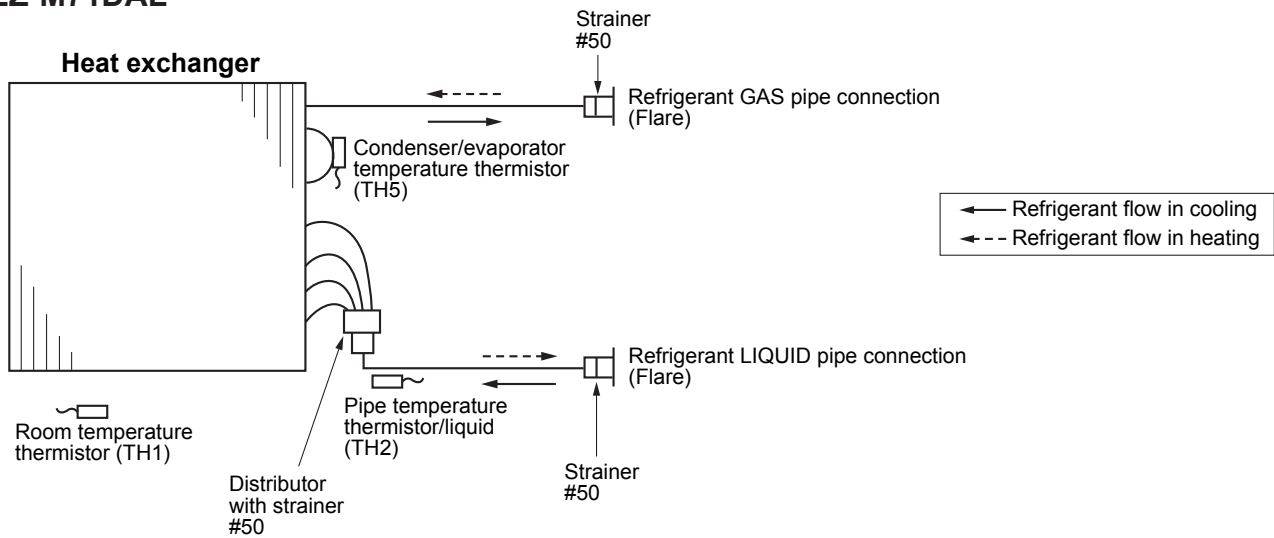 Strainer
#50
Heat exchanger
Refrigerant GAS pipe connection
(Flare)
Condenser/evaporator
temperature thermistor
(TH5)
Refrigerant flow in cooling
Refrigerant flow in heating
Refrigerant LIQUID pipe connection
(Flare)
Pipe temperature
thermistor/liquid
(TH2)
Room temperature
thermistor (TH1)
Strainer
#50
Distributor
with strainer
#50